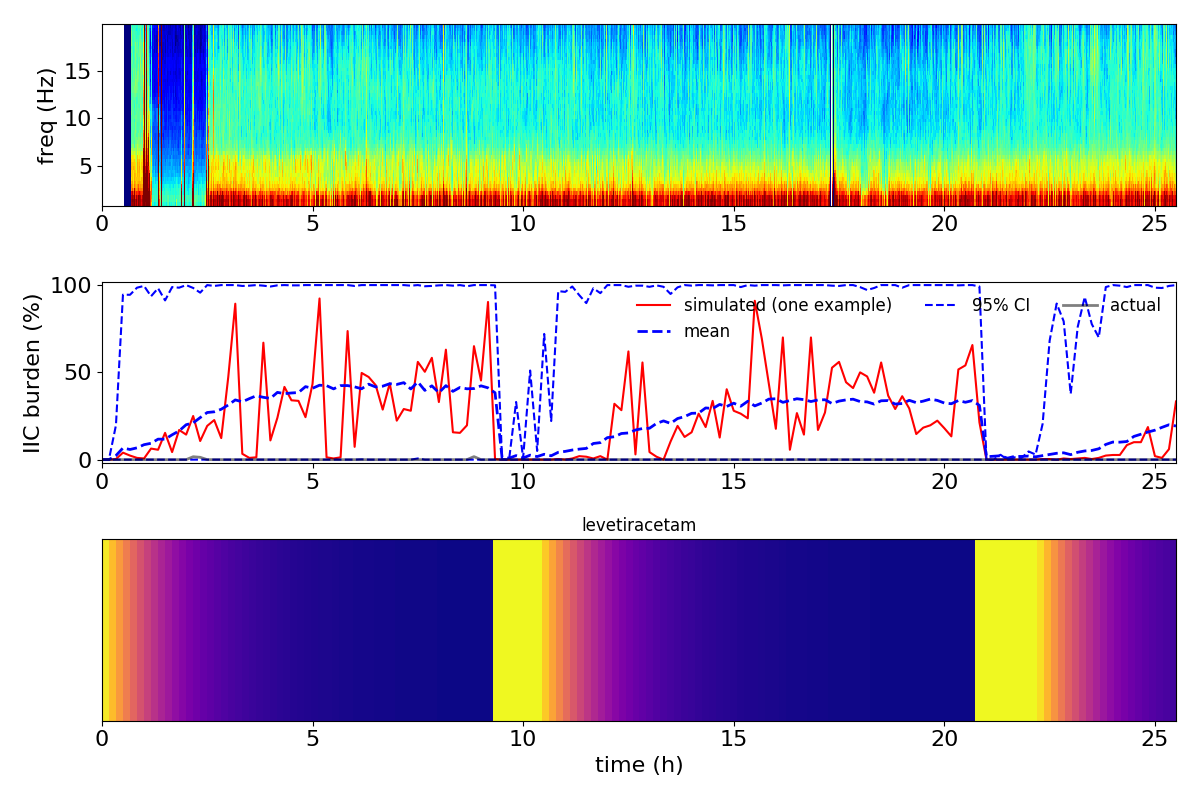 freq (Hz)
15
10
5
0 5 10 15 20 25
IIC burden (%)
100
50
0
simulated (one example) 95% CI actual
mean
0 5 10 15 20 25
levetiracetam
0 5 10 15 20 25
time (h)